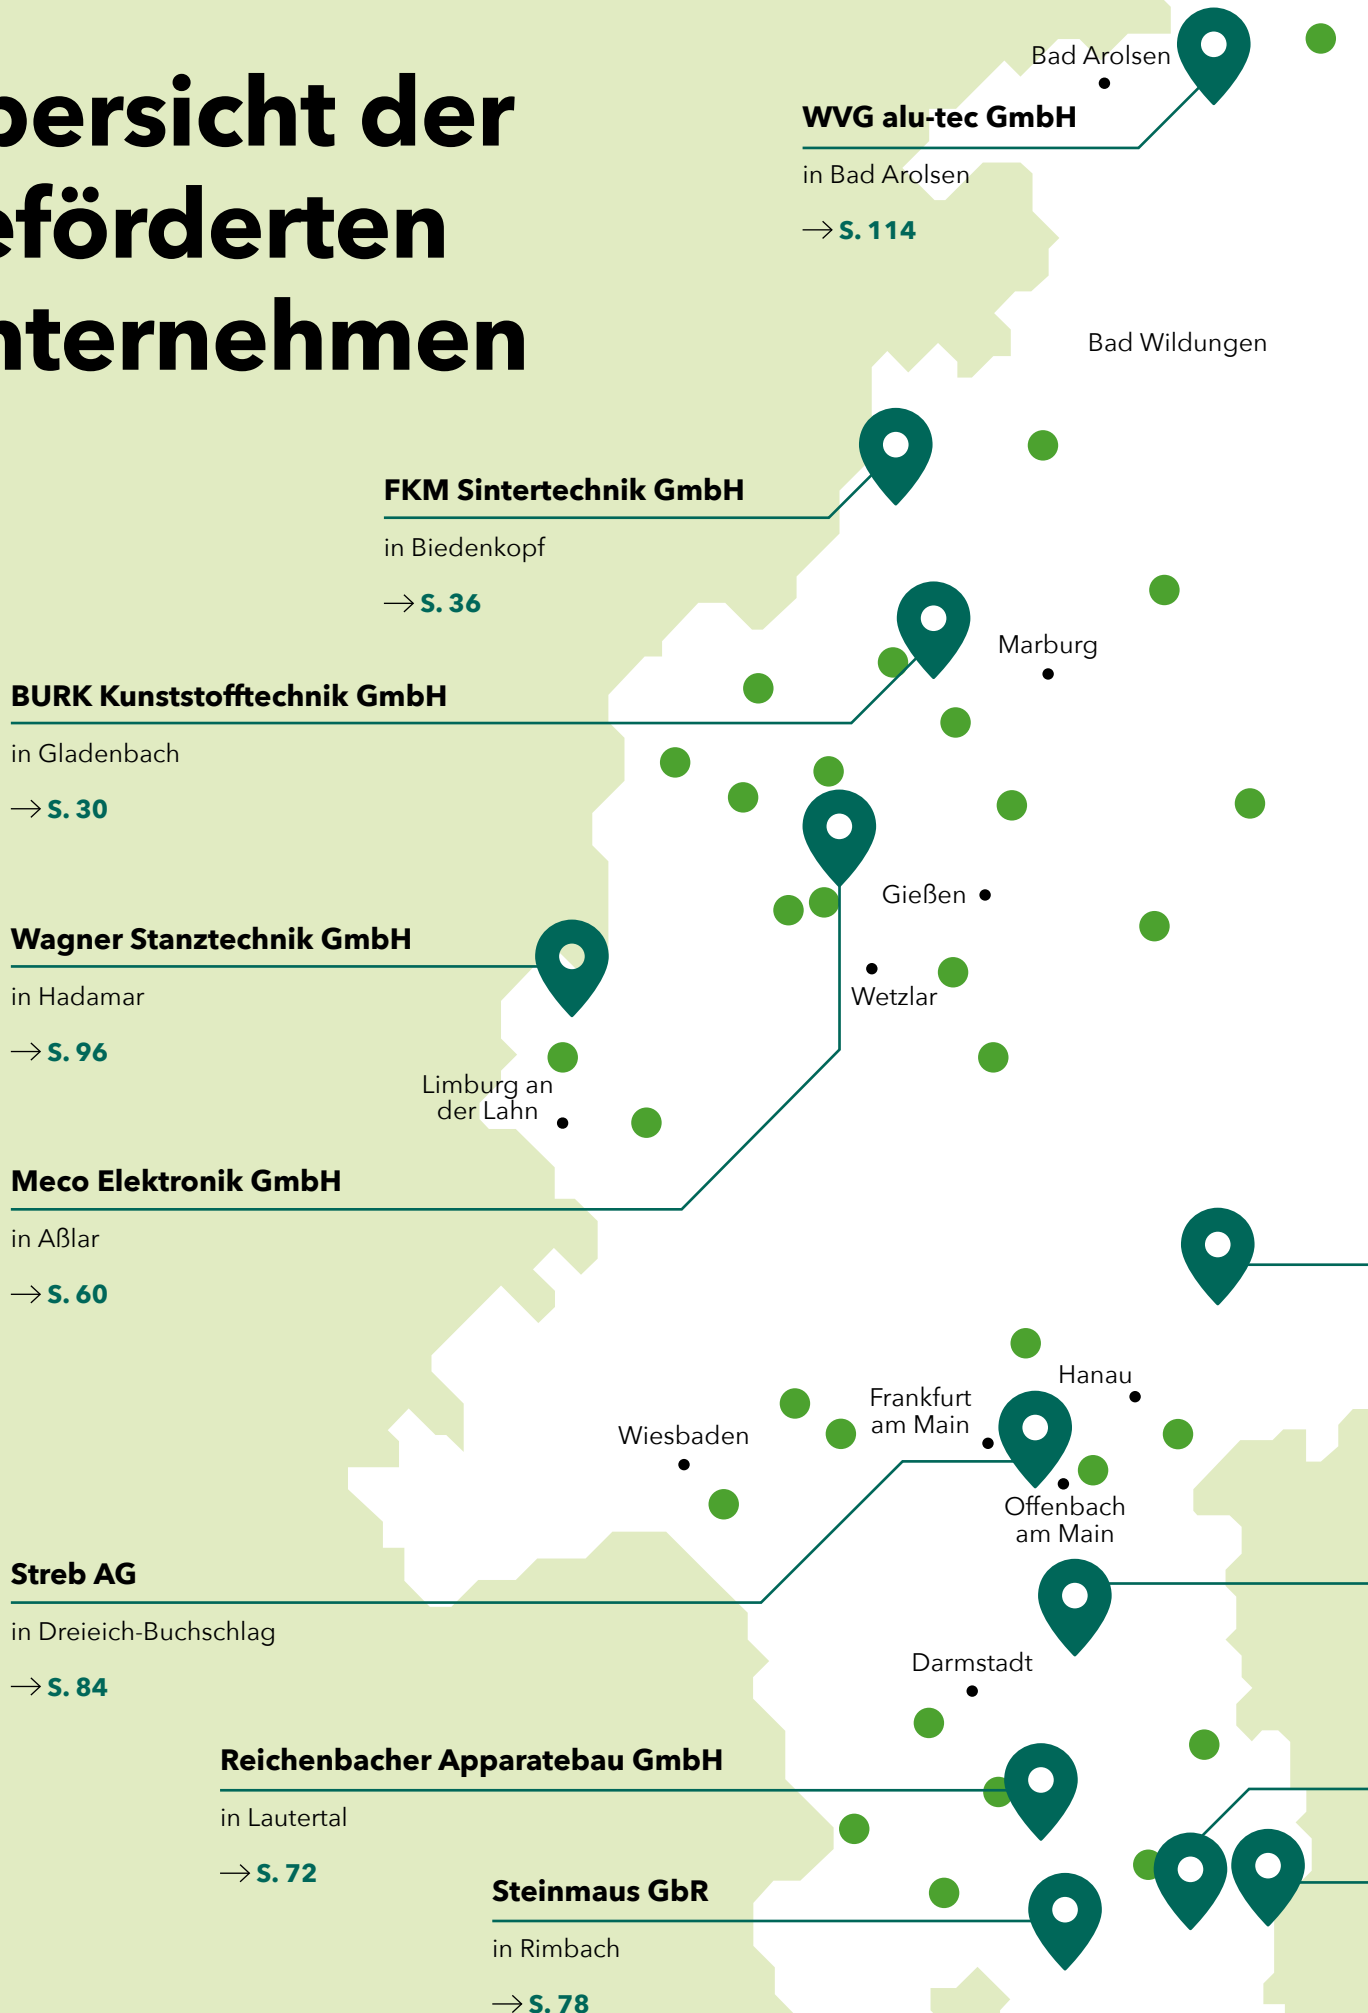 bersicht der
eförderten
nternehmen
Bad Arolsen
WVG alu-tec GmbH
in Bad Arolsen
→ S. 114
Bad Wildungen
FKM Sintertechnik GmbH
in Biedenkopf
→ S. 36
Marburg
BURK Kunststofftechnik GmbH
in Gladenbach
→ S. 30
Gießen
Wagner Stanztechnik GmbH
in Hadamar
→ S. 96
Wetzlar
Limburg an
der Lahn
Meco Elektronik GmbH
in Aßlar
→ S. 60
Hanau
Frankfurt
am Main
Wiesbaden
Offenbach
am Main
Streb AG
in Dreieich-Buchschlag
→ S. 84
Darmstadt
Reichenbacher Apparatebau GmbH
in Lautertal
→ S. 72
Steinmaus GbR
in Rimbach
→ S. 78